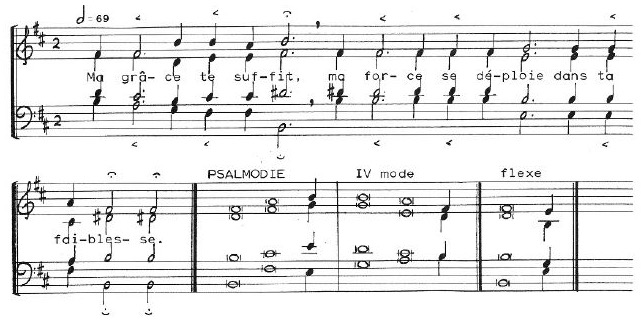 ♩=69
Ma grâ-ce te suf-fit, ma for-ce se dé-ploie dans ta
PSALMODIE IV mode flexe
fai-bles-se.